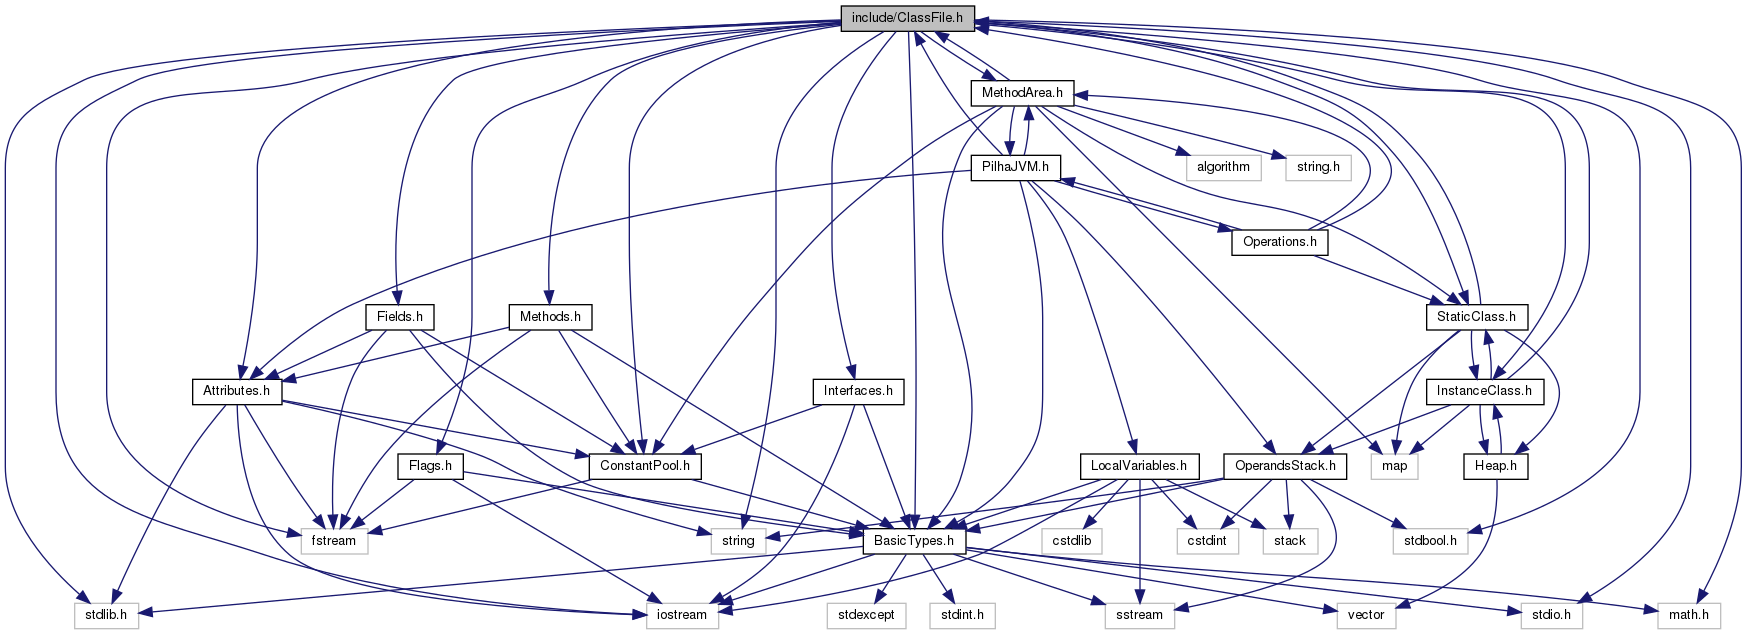 include/ClassFile.h
MethodArea.h
PilhaJVM.h
algorithm
string.h
Operations.h
Fields.h
Methods.h
StaticClass.h
Attributes.h
Interfaces.h
InstanceClass.h
Flags.h
ConstantPool.h
LocalVariables.h
OperandsStack.h
map
Heap.h
fstream
string
BasicTypes.h
cstdlib
cstdint
stack
stdbool.h
stdlib.h
iostream
stdexcept
stdint.h
sstream
vector
stdio.h
math.h